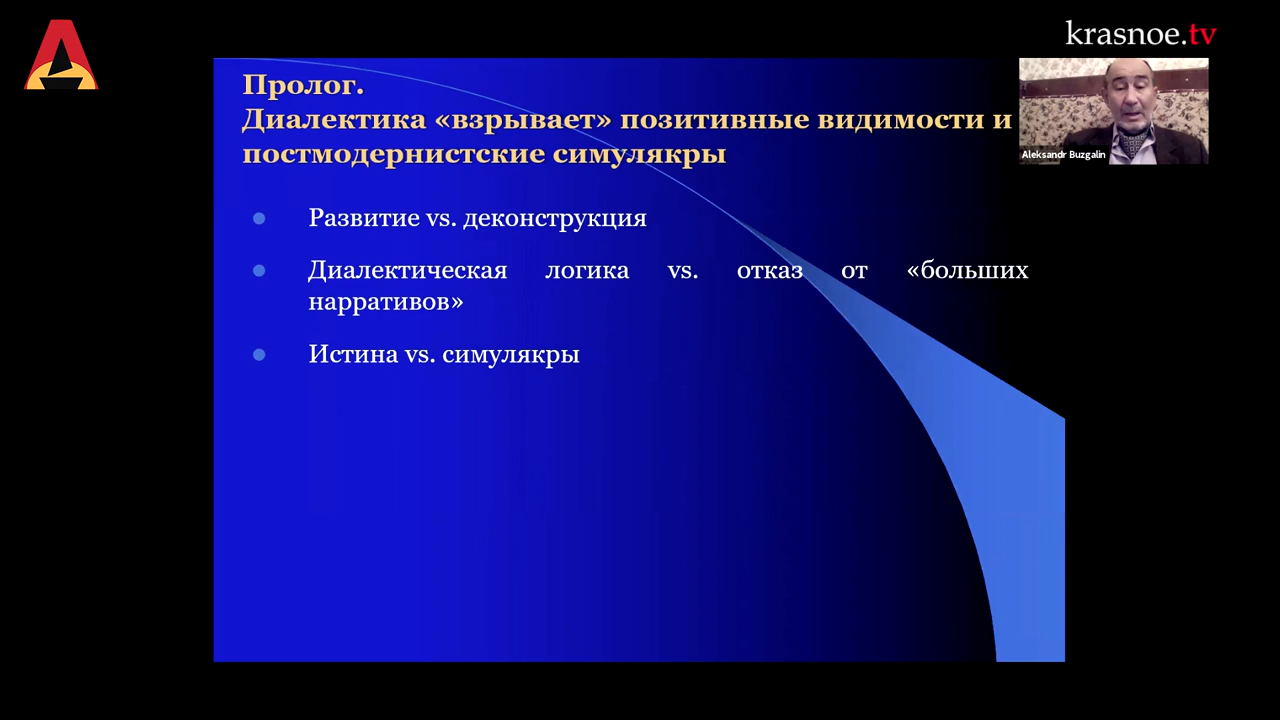 krasnoe.tv
Пролог.
Диалектика «взрывает» позитивные видимости и
постмодернистские симулякры
Aleksandr Buzgalin
Развитие vs. деконструкция
Диалектическая логика vs. отказ от «больших
нарративов»
Истина vs. симулякры